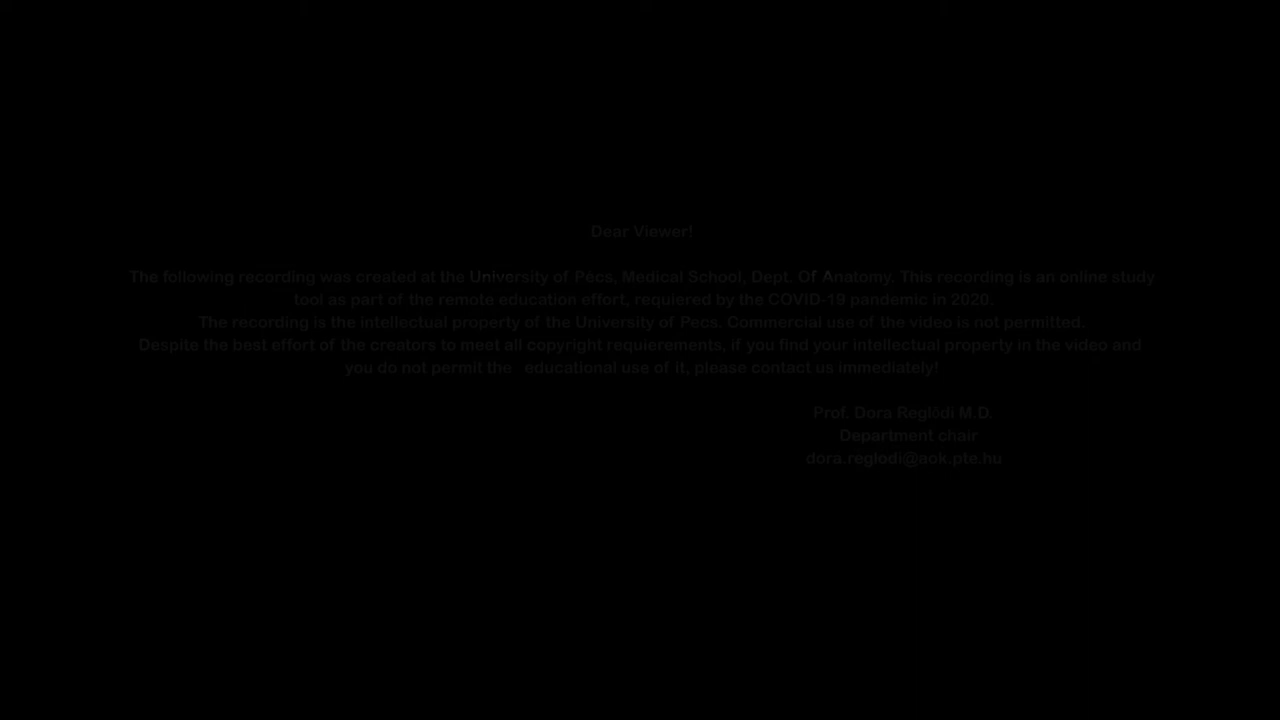 Dear Viewer!
The following recording was created at the University of Pécs, Medical School, Dept. Of Anatomy. This recording is an online study
tool as part of the remote education effort, requiered by the COVID-19 pandemic in 2020.
The recording is the intellectual property of the University of Pecs. Commercial use of the video is not permitted.
Despite the best effort of the creators to meet all copyright requierements, if you find your intellectual property in the video and
you do not permit the educational use of it, please contact us immediately!
Prof. Dora Reglődi M.D.
Department chair
dora.reglodi@aok.pte.hu